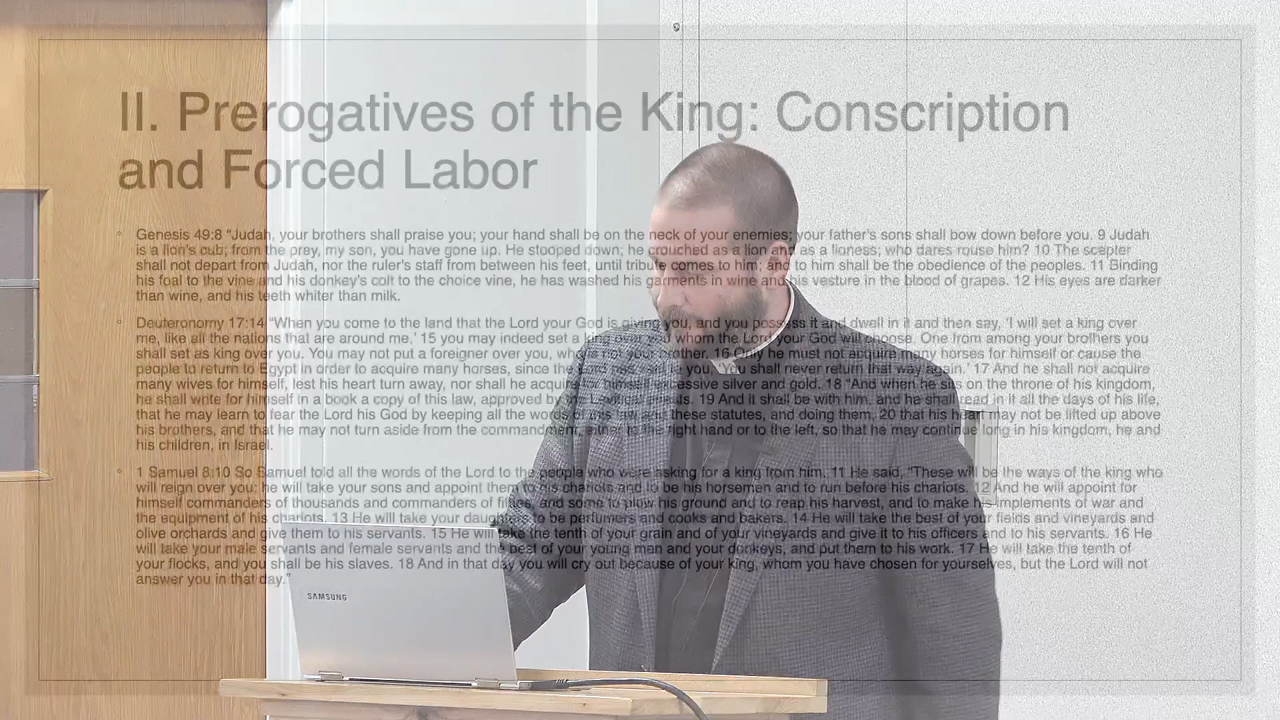 II. Prerogatives of the King: Conscription
and Forced Labor
Genesis 49:8 “Judah, your brothers shall praise you; your hand shall be on the neck of your enemies; your father's sons shall bow down before you. 9 Judah
is a lion's cub; from the prey, my son, you have gone up. He stooped down; he crouched as a lion and as a lioness; who dares rouse him? 10 The scepter
shall not depart from Judah, nor the ruler's staff from between his feet, until tribute comes to him; and to him shall be the obedience of the peoples. 11 Binding
his foal to the vine and his donkey's colt to the choice vine, he has washed his garments in wine and his vesture in the blood of grapes. 12 His eyes are darker
than wine, and his teeth whiter than milk.
Deuteronomy 17:14 “When you come to the land that the Lord your God is giving you, and you possess it and dwell in it and then say, ‘I will set a king over
me, like all the nations that are around me,’ 15 you may indeed set a king over you whom the Lord your God will choose. One from among your brothers you
shall set as king over you. You may not put a foreigner over you, who is not your brother. 16 Only he must not acquire many horses for himself or cause the
people to return to Egypt in order to acquire many horses, since the Lord has said to you, ‘You shall never return that way again.’ 17 And he shall not acquire
many wives for himself, lest his heart turn away, nor shall he acquire for himself excessive silver and gold. 18 “And when he sits on the throne of his kingdom,
he shall write for himself in a book a copy of this law, approved by the Levitical priests. 19 And it shall be with him, and he shall read in it all the days of his life,
that he may learn to fear the Lord his God by keeping all the words of this law and these statutes, and doing them, 20 that his heart may not be lifted up above
his brothers, and that he may not turn aside from the commandment, either to the right hand or to the left, so that he may continue long in his kingdom, he and
his children, in Israel.
1 Samuel 8:10 So Samuel told all the words of the Lord to the people who were asking for a king from him. 11 He said, “These will be the ways of the king who
will reign over you: he will take your sons and appoint them to his chariots and to be his horsemen and to run before his chariots. 12 And he will appoint for
himself commanders of thousands and commanders of fifties, and some to plow his ground and to reap his harvest, and to make his implements of war and
the equipment of his chariots. 13 He will take your daughters to be perfumers and cooks and bakers. 14 He will take the best of your fields and vineyards and
olive orchards and give them to his servants. 15 He will take the tenth of your grain and of your vineyards and give it to his officers and to his servants. 16 He
will take your male servants and female servants and the best of your young men and your donkeys, and put them to his work. 17 He will take the tenth of
your flocks, and you shall be his slaves. 18 And in that day you will cry out because of your king, whom you have chosen for yourselves, but the Lord will not
answer you in that day.”
SAMSUNG